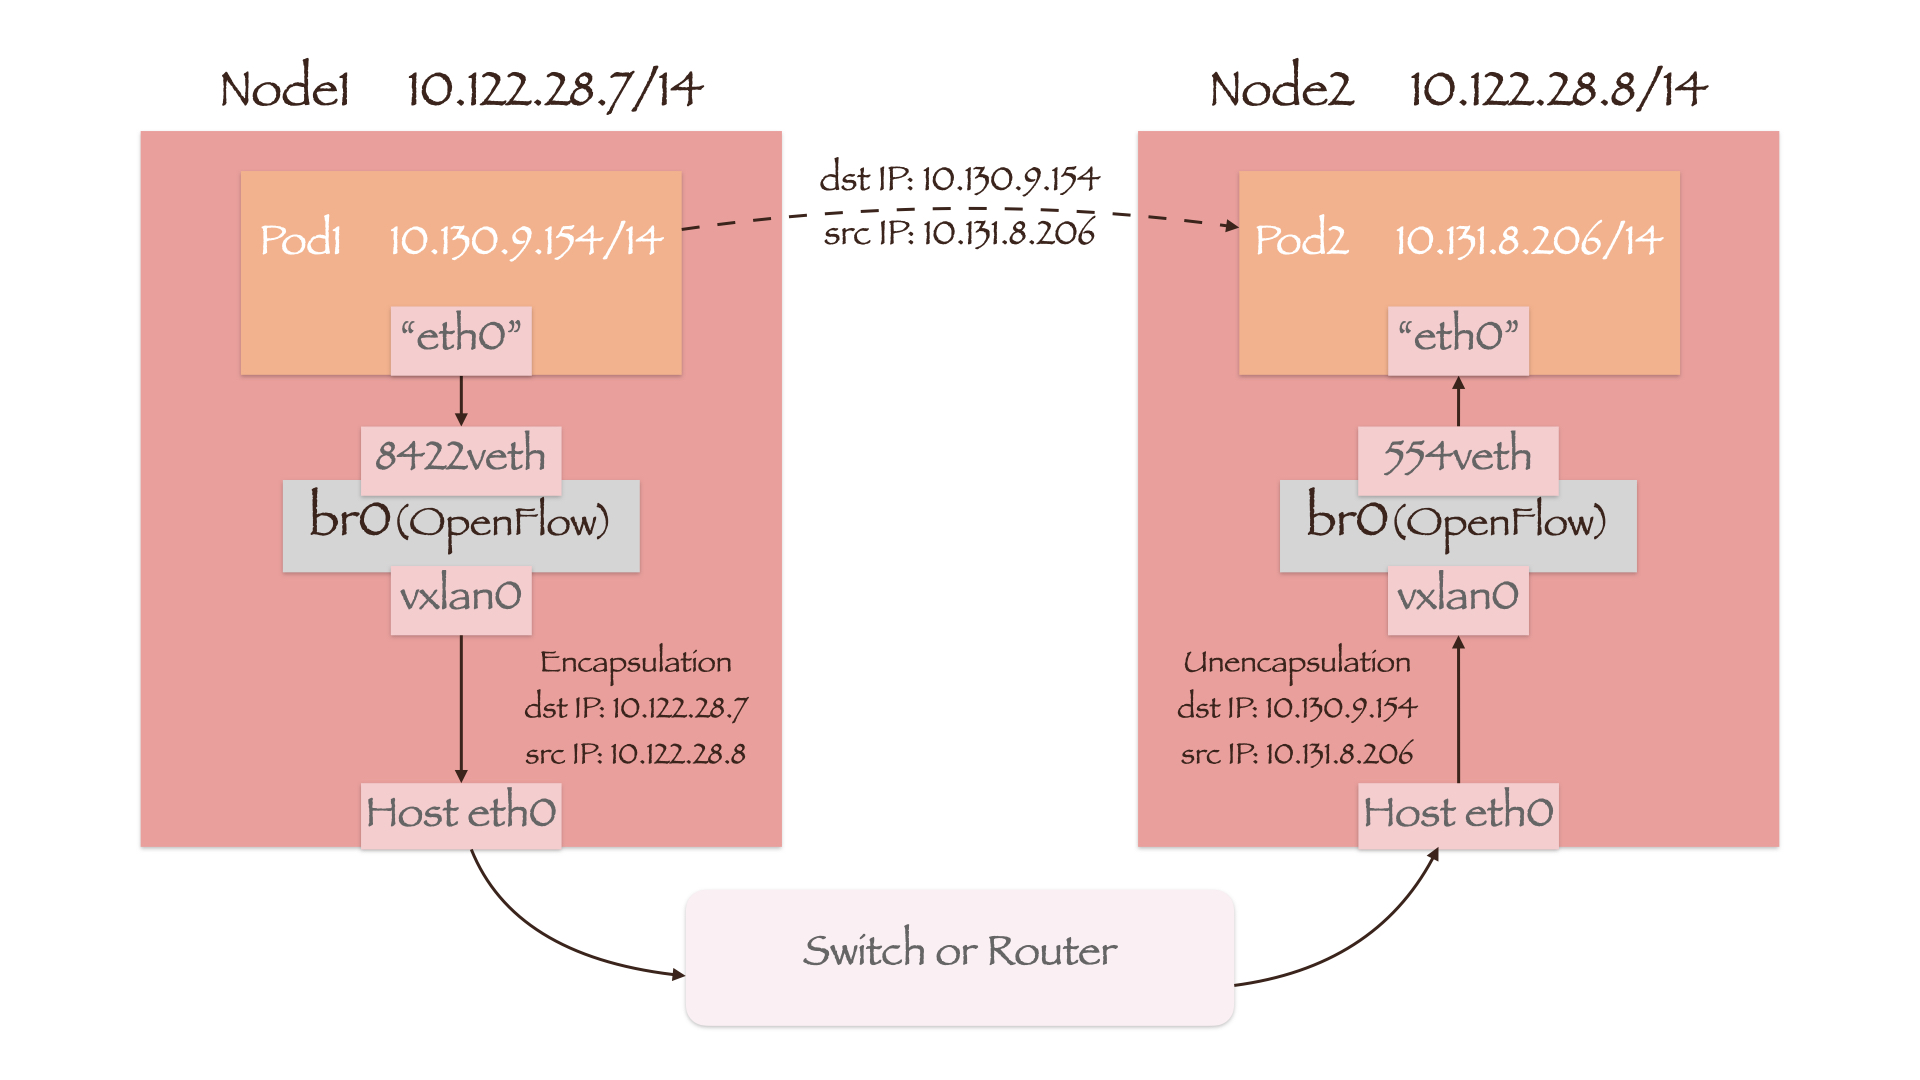 Node1 10.122.28.7/14
Node2 10.122.28.8/14
dst IP: 10.130.9.154
src IP: 10.131.8.206
Pod1 10.130.9.154/14
Pod2 10.131.8.206/14
“eth0”
“eth0”
8422veth
554veth
br0(OpenFlow)
br0(OpenFlow)
vxlan0
vxlan0
Encapsulation
dst IP: 10.122.28.7
src IP: 10.122.28.8
Unencapsulation
dst IP: 10.130.9.154
src IP: 10.131.8.206
Host eth0
Host eth0
Switch or Router